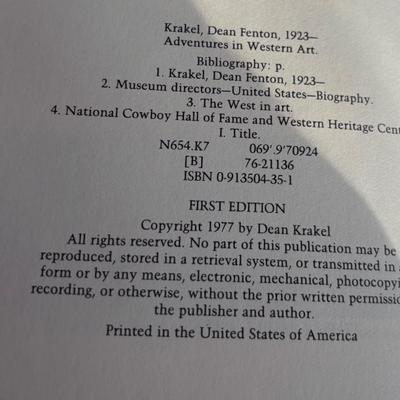 Krakel, Dean Fenton, 1923–
Adventures in Western Art.
Bibliography: p.
1. Krakel, Dean Fenton, 1923–
2. Museum directors—United States—Biography.
3. The West in art.
4. National Cowboy Hall of Fame and Western Heritage Cent
I. Title.
N654.K7 069'.9'70924
[B] 76-21136
ISBN 0-913504-35-1
FIRST EDITION
Copyright 1977 by Dean Krakel
All rights reserved. No part of this publication may be
reproduced, stored in a retrieval system, or transmitted in a
form or by any means, electronic, mechanical, photocopyi
recording, or otherwise, without the prior written permissio
the publisher and author.
Printed in the United States of America